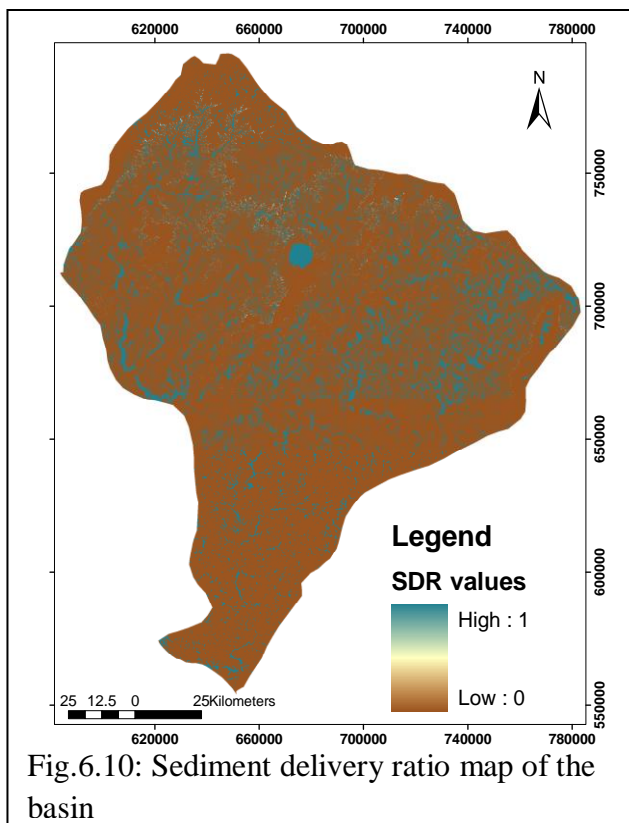 620000 660000 700000 740000 780000
N
750000
700000
650000
600000
550000
Legend
SDR values
High : 1
Low : 0
25 12.5 0 25Kilometers
620000 660000 700000 740000 780000
Fig.6.10: Sediment delivery ratio map of the
basin